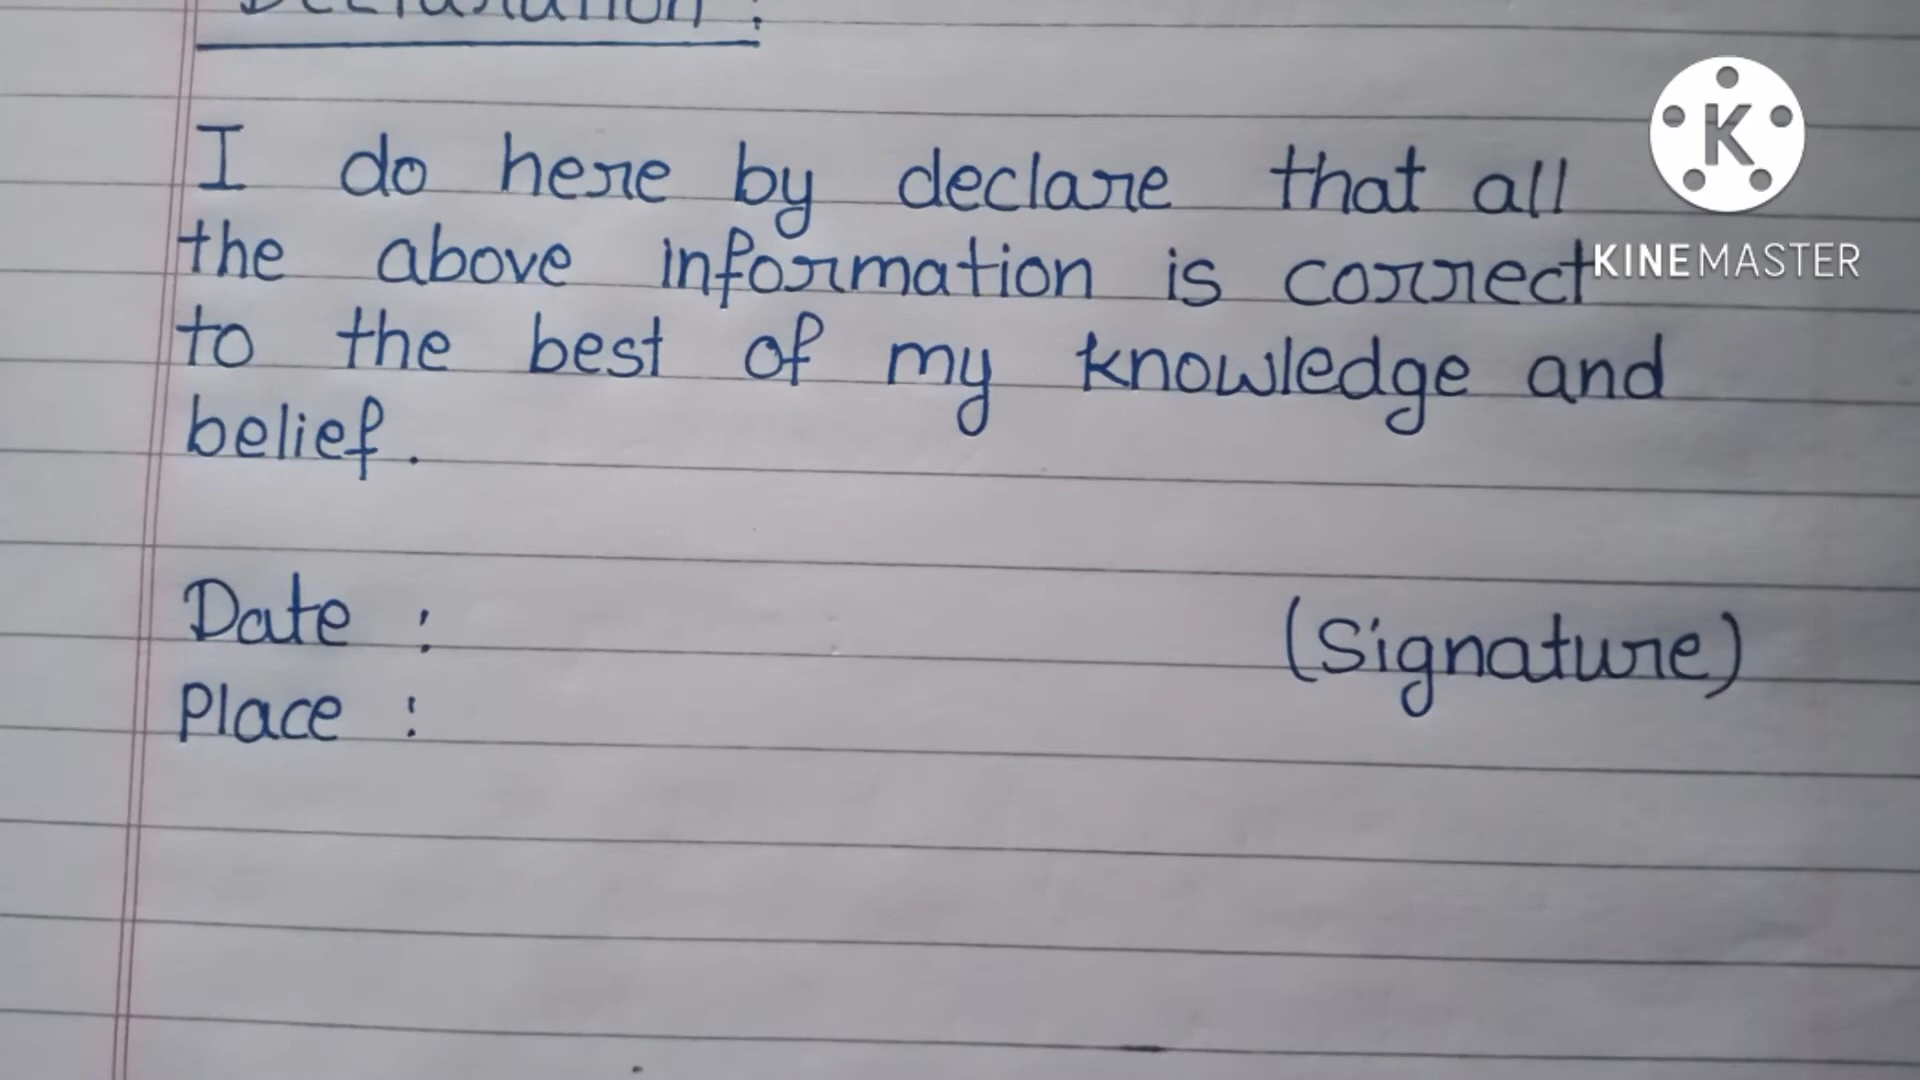 Declaration :
I do here by declare that all
the above information is correct
to the best of my knowledge and
belief.
Date :
(Signature)
Place :
K
KINEMASTER